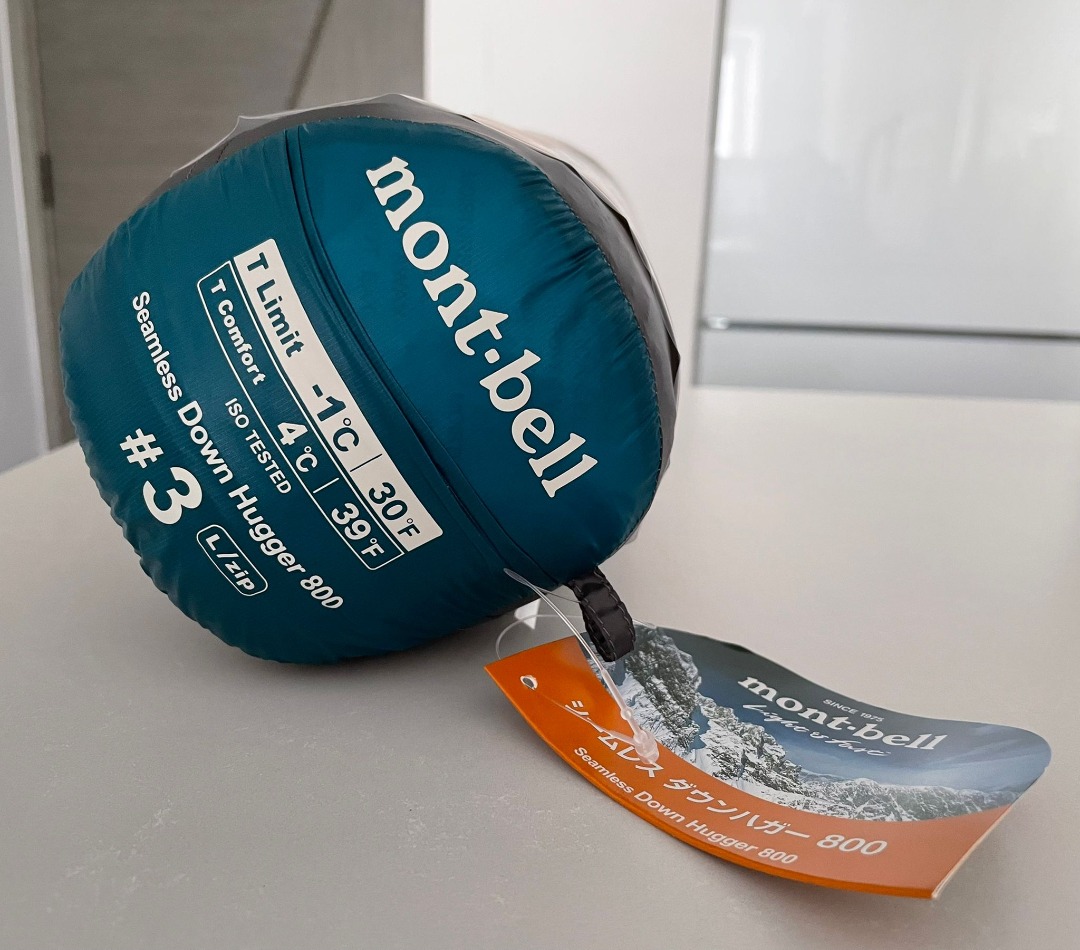 mont·bell
T Limit -1°C | 30°F
T Comfort 4°C | 39°F
ISO TESTED
Seamless Down Hugger 800
#3 L/zip
SINCE 1975
mont·bell
Light & Fast
シームレス ダウンハガー 800
Seamless Down Hugger 800